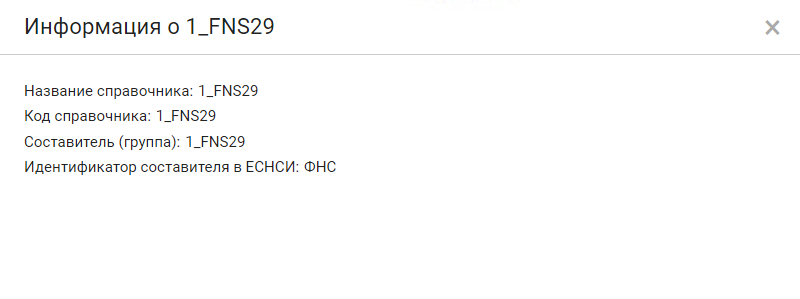 Информация о 1_FNS29
Название справочника: 1_FNS29
Код справочника: 1_FNS29
Составитель (группа): 1_FNS29
Идентификатор составителя в ЕСНСИ: ФНС